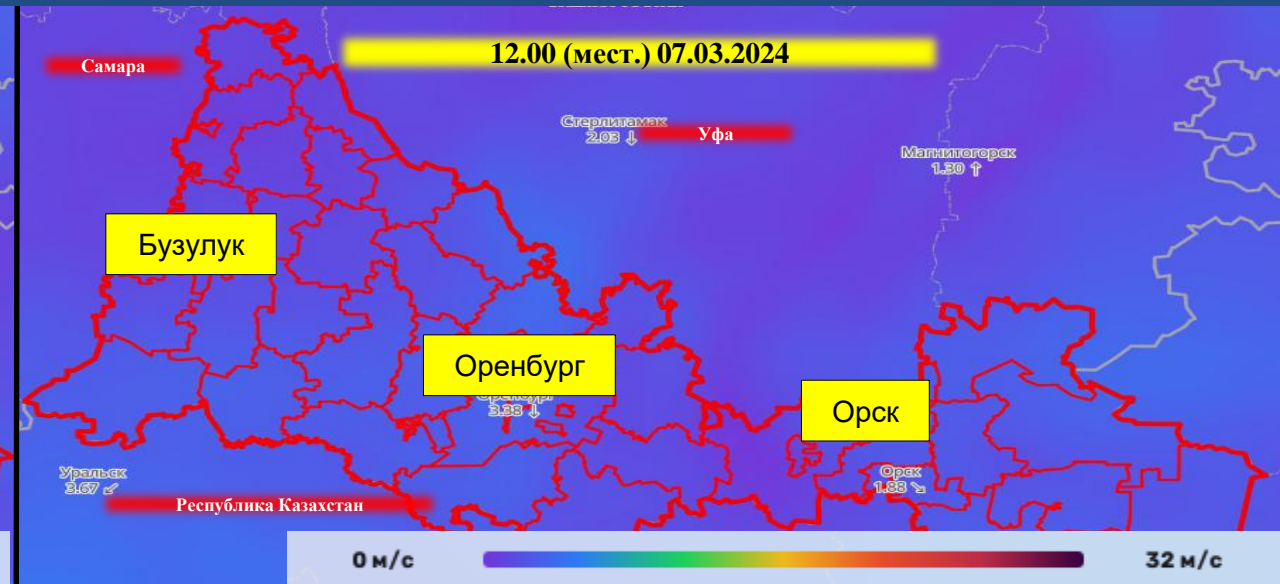 12.00 (мест.) 07.03.2024
Самара
Стерлитамак
2.03 ↓
Уфа
Магнитогорск
1.30 ↑
Бузулук
Оренбург
Оренбург
3.38 ↓
Орск
Уральск
3.67 ↙
Орск
1.88 ↘
Республика Казахстан
0 м/с
32 м/с